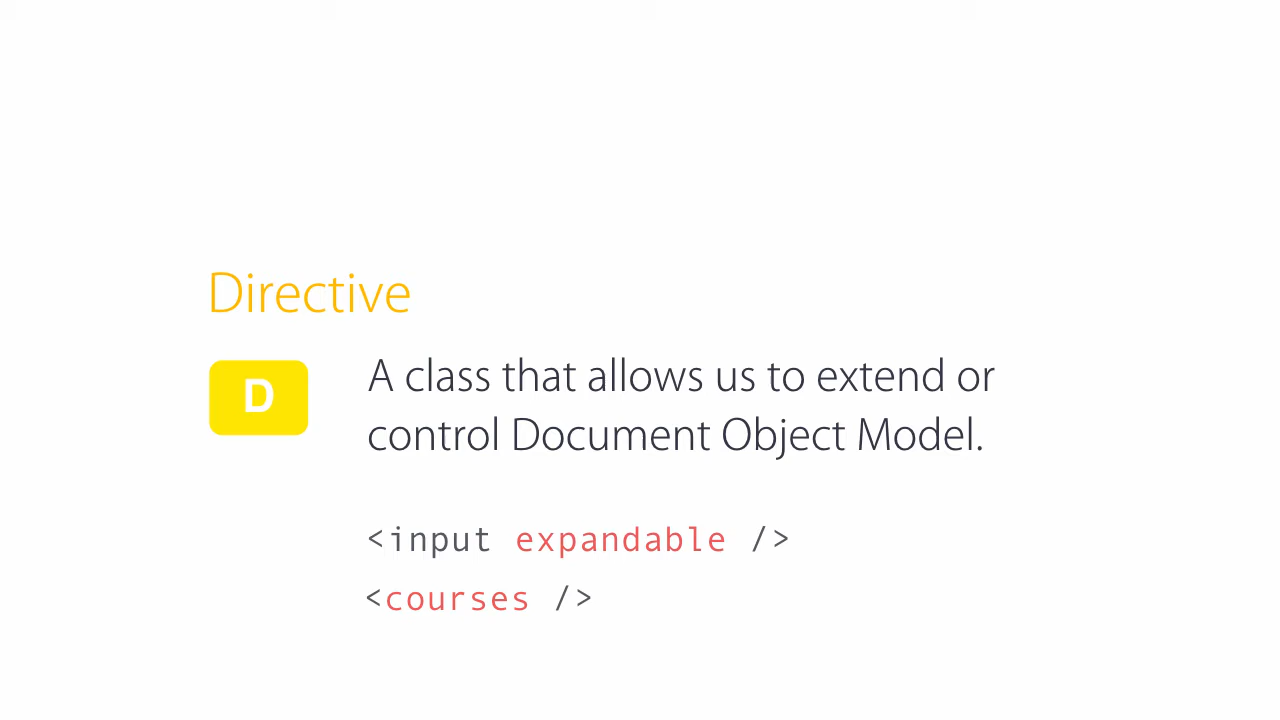 Directive
D
A class that allows us to extend or
control Document Object Model.
<input expandable />
<courses />